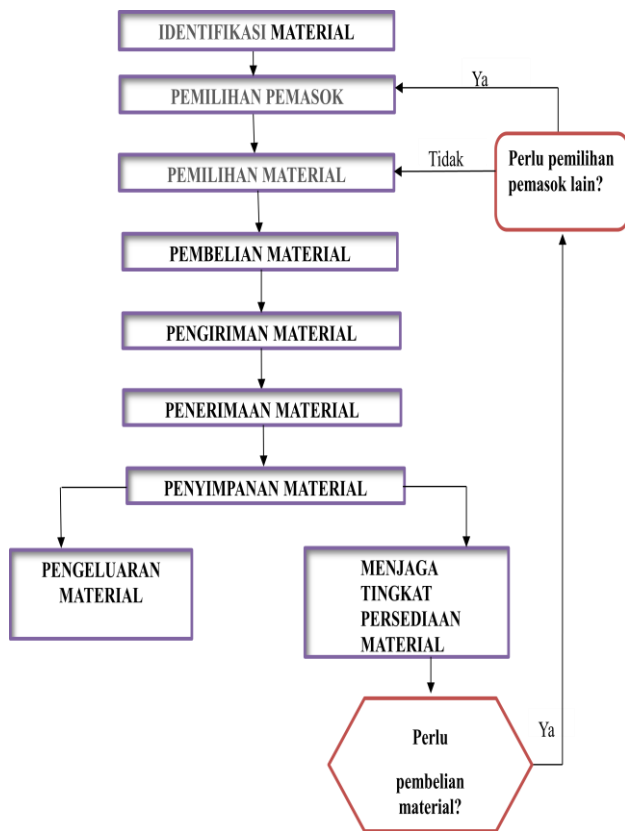 IDENTIFIKASI MATERIAL
PEMILIHAN PEMASOK
Ya
PEMILIHAN MATERIAL
Tidak
Perlu pemilihan
pemasok lain?
PEMBELIAN MATERIAL
PENGIRIMAN MATERIAL
PENERIMAAN MATERIAL
PENYIMPANAN MATERIAL
PENGELUARAN
MATERIAL
MENJAGA
TINGKAT
PERSEDIAAN
MATERIAL
Perlu
pembelian
material?
Ya